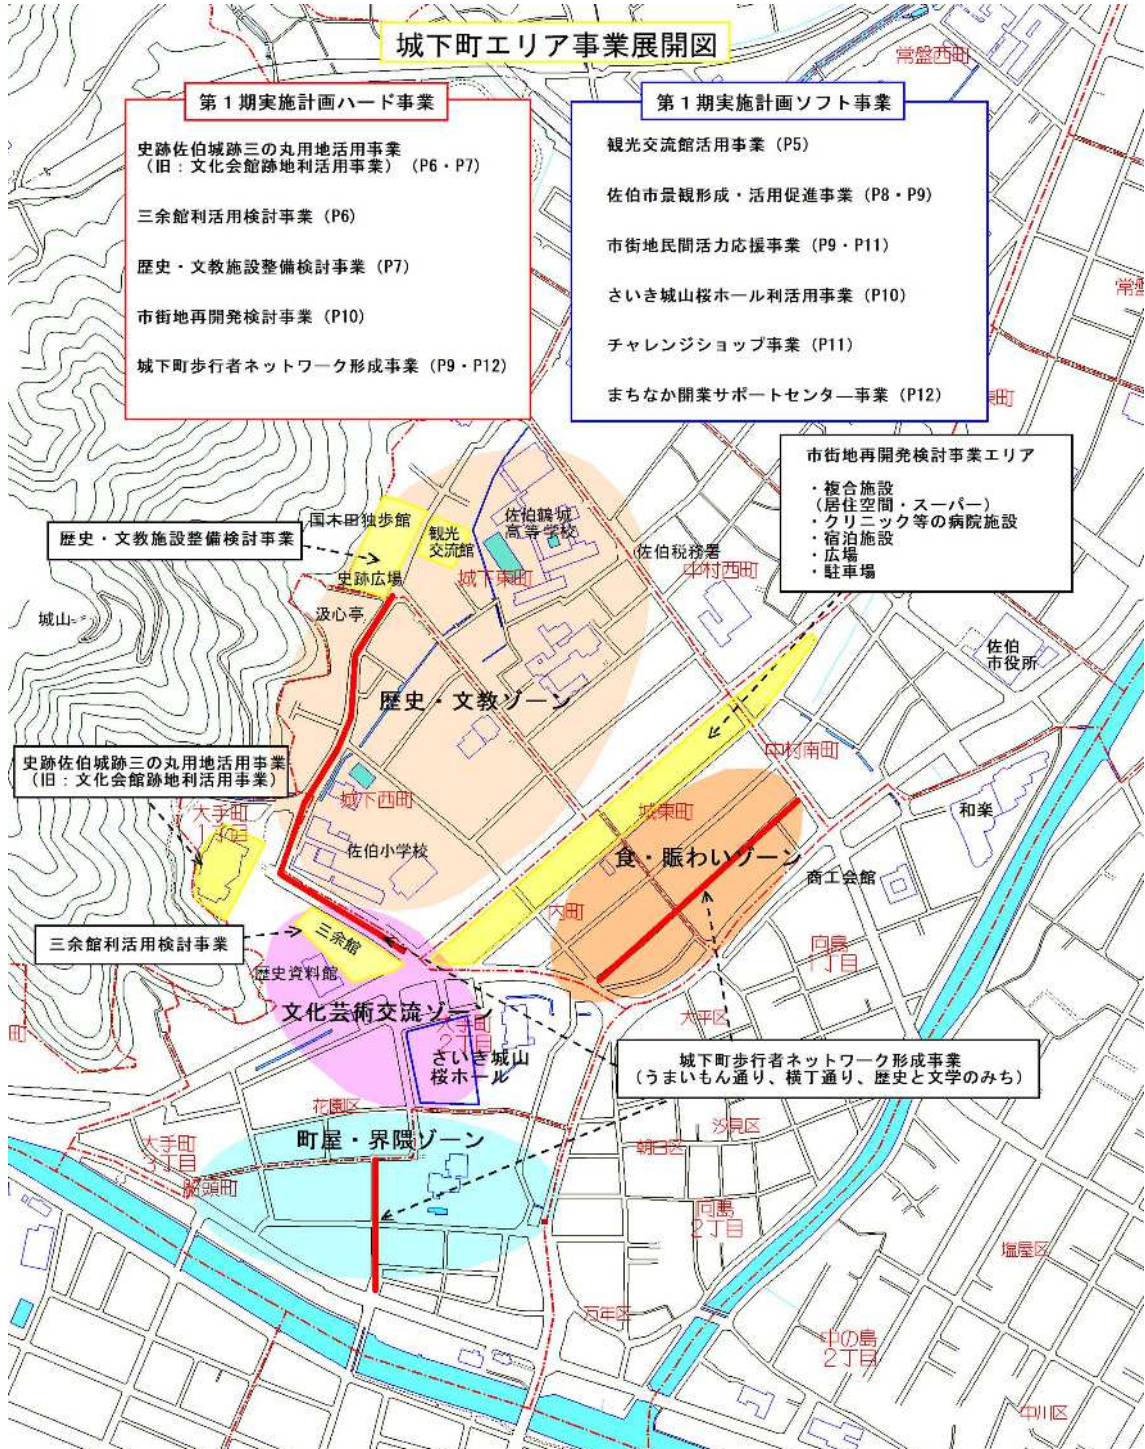 城下町エリア事業展開図
常盤西町
第1期実施計画ハード事業
史跡佐伯城跡三の丸用地活用事業
(旧:文化会館跡地利活用事業) (P6・P7)
三余館利活用検討事業 (P6)
歴史・文教施設整備検討事業 (P7)
市街地再開発検討事業 (P10)
城下町歩行者ネットワーク形成事業 (P9・P12)
第1期実施計画ソフト事業
観光交流館活用事業 (P5)
佐伯市景観形成・活用促進事業 (P8・P9)
市街地民間活力応援事業 (P9・P11)
さいき城山桜ホール利活用事業 (P10)
チャレンジショップ事業 (P11)
まちなか開業サポートセンター事業 (P12)
市街地再開発検討事業エリア
・複合施設
(居住空間・スーパー)
・クリニック等の病院施設
・宿泊施設
・広場
・駐車場
歴史・文教施設整備検討事業
国木田独歩館
観光
交流館
佐伯鶴城
高等学校
城下東町
史跡広場
汲心亭
城山
佐伯税務署
中村西町
佐伯
市役所
歴史・文教ゾーン
史跡佐伯城跡三の丸用地活用事業
(旧:文化会館跡地利活用事業)
大手町
1丁目
城下西町
佐伯小学校
中村南町
城東町
食・賑わいゾーン
和楽
商工会館
内町
向島
1丁目
三余館利活用検討事業
三余館
歴史資料館
文化芸術交流ゾーン
大手町
2丁目
さいき城山
桜ホール
大平区
城下町歩行者ネットワーク形成事業
(うまいもん通り、横丁通り、歴史と文学のみち)
花園区
汐見区
朝日区
町屋・界隈ゾーン
大手町
3丁目
船頭町
向島
2丁目
塩屋区
万年区
中の島
2丁目
中川区